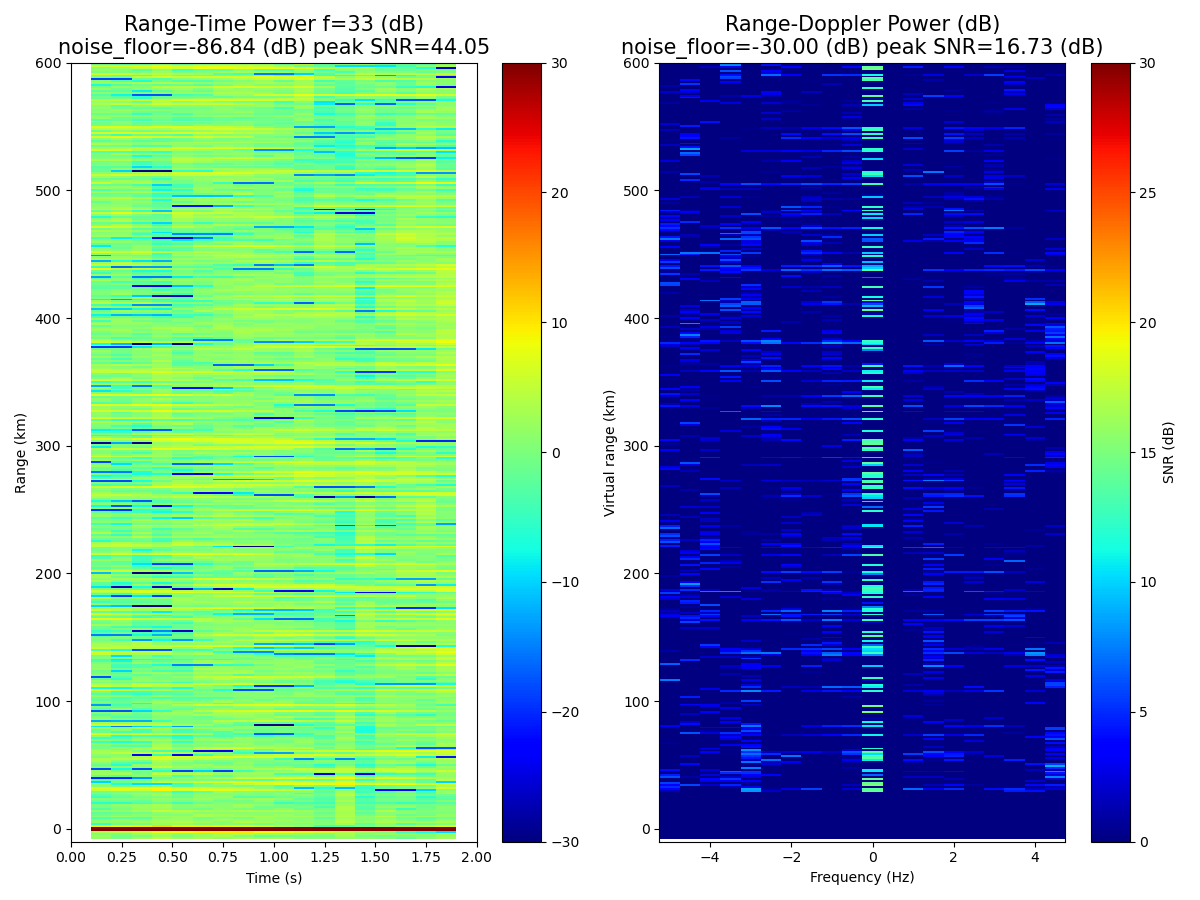 Range-Time Power f=33 (dB)
noise_floor=-86.84 (dB) peak SNR=44.05
Range-Doppler Power (dB)
noise_floor=-30.00 (dB) peak SNR=16.73 (dB)
600
500
400
300
200
100
0
Range (km)
0.00 0.25 0.50 0.75 1.00 1.25 1.50 1.75 2.00
Time (s)
30
20
10
0
−10
−20
−30
600
500
400
300
200
100
0
Virtual range (km)
−4 −2 0 2 4
Frequency (Hz)
30
25
20
15
10
5
0
SNR (dB)